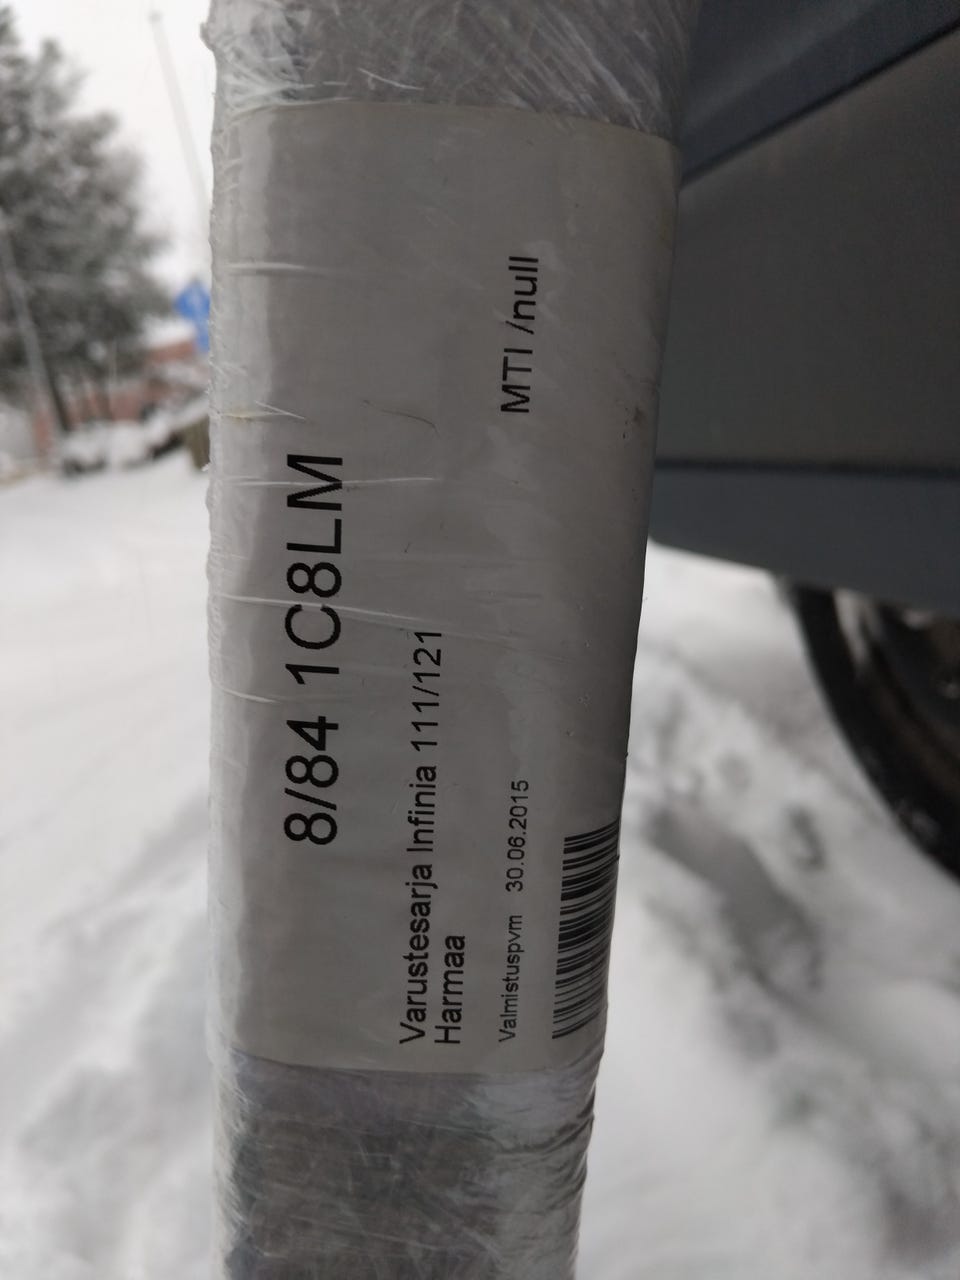 8/84 1C8LM
Varustesarja Infinia 111/121
Harmaa
MTI /null
Valmistuspvm 30.06.2015